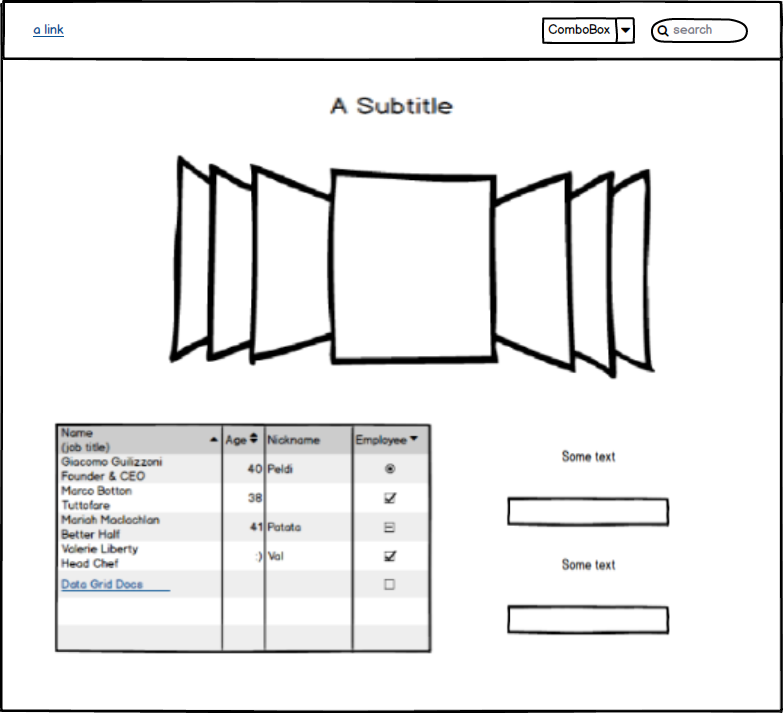 a link
ComboBox
search
A Subtitle
Name
(job title)
Age
Nickname
Employee
Giacomo Guilizzoni
Founder & CEO
40
Peldi
Marco Botton
Tuttofare
38
Mariah Maclachlan
Better Half
41
Patata
Valerie Liberty
Head Chef
:)
Val
Data Grid Docs
Some text
Some text